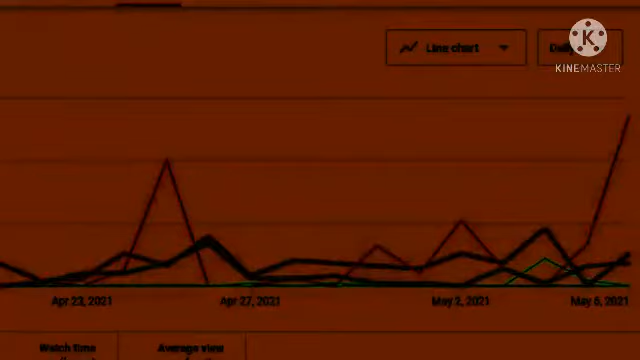 Line chart
Daily
KINEMASTER
Apr 23, 2021
Apr 27, 2021
May 2, 2021
May 6, 2021
Watch time
Average view